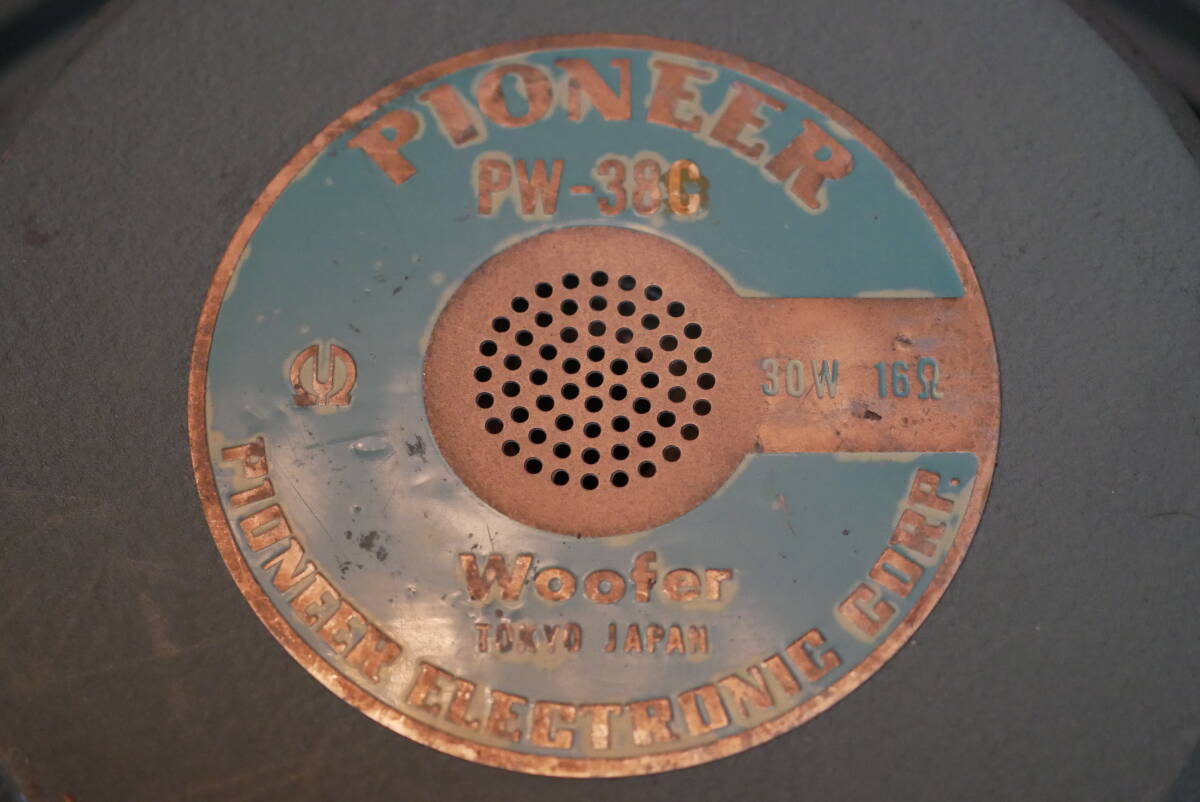 PIONEER
PW-38C
30W 16Ω
Woofer
TOKYO JAPAN
PIONEER ELECTRONIC CORP.